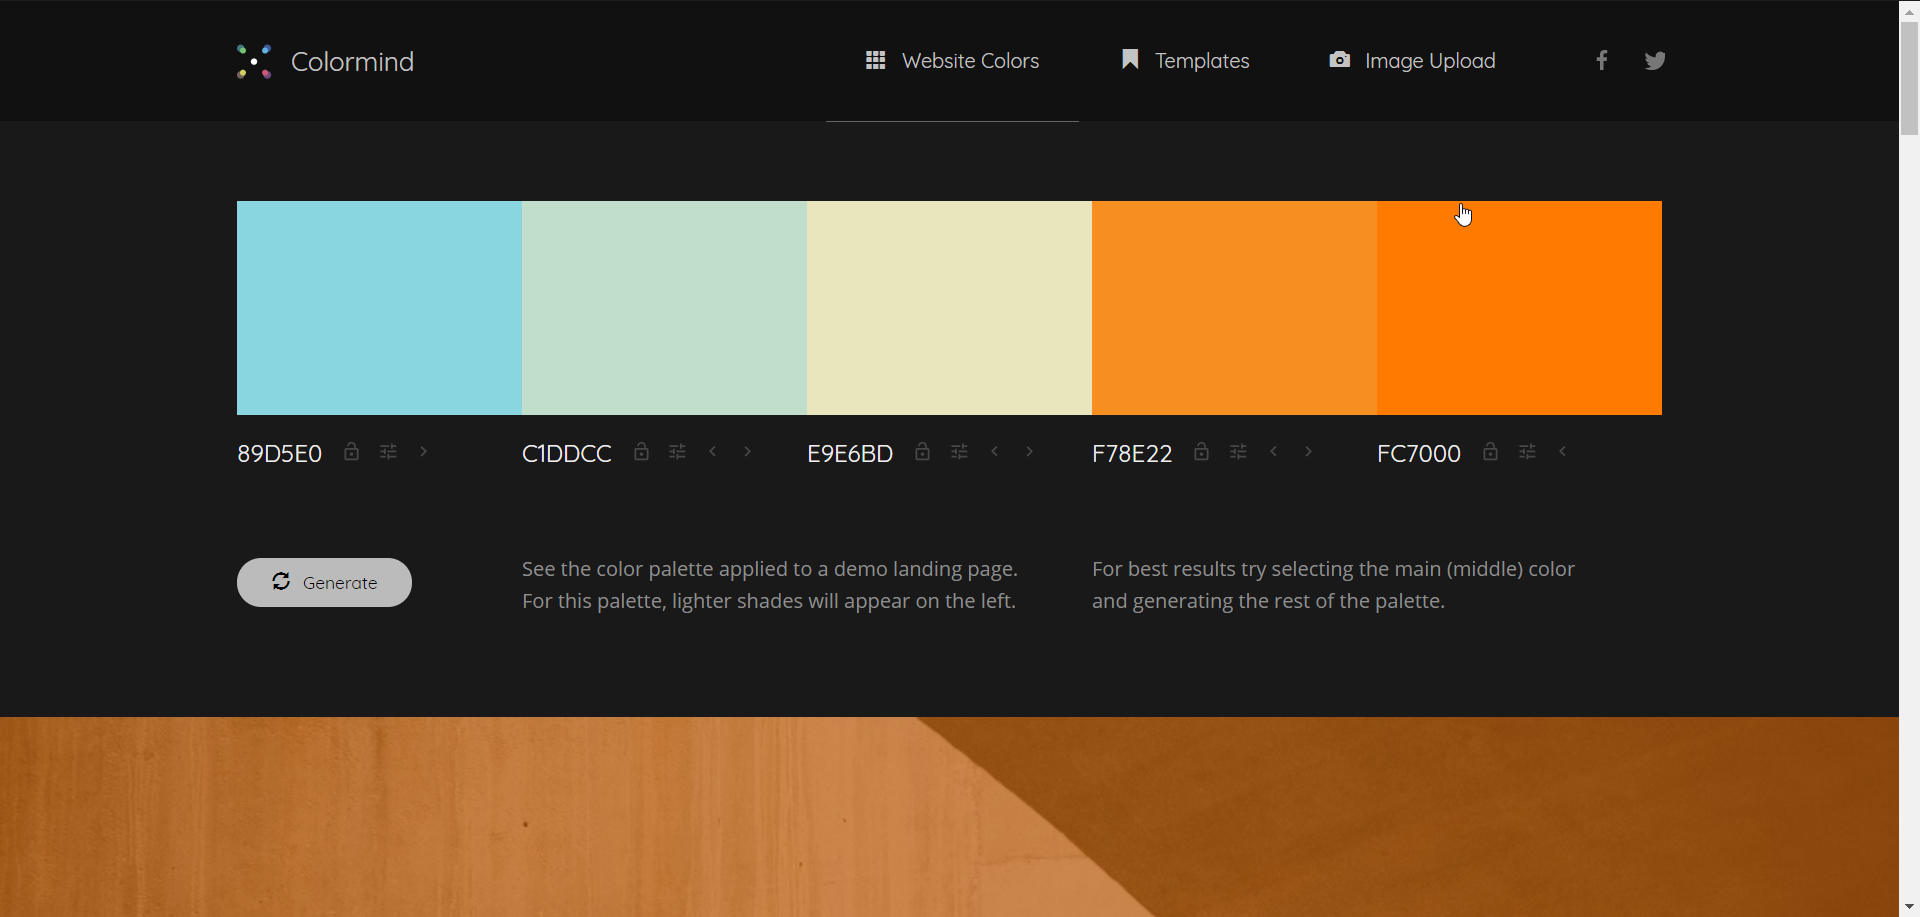 Colormind
Website Colors
Templates
Image Upload
89D5E0
C1DDCC
E9E6BD
F78E22
FC7000
Generate
See the color palette applied to a demo landing page.
For this palette, lighter shades will appear on the left.
For best results try selecting the main (middle) color
and generating the rest of the palette.